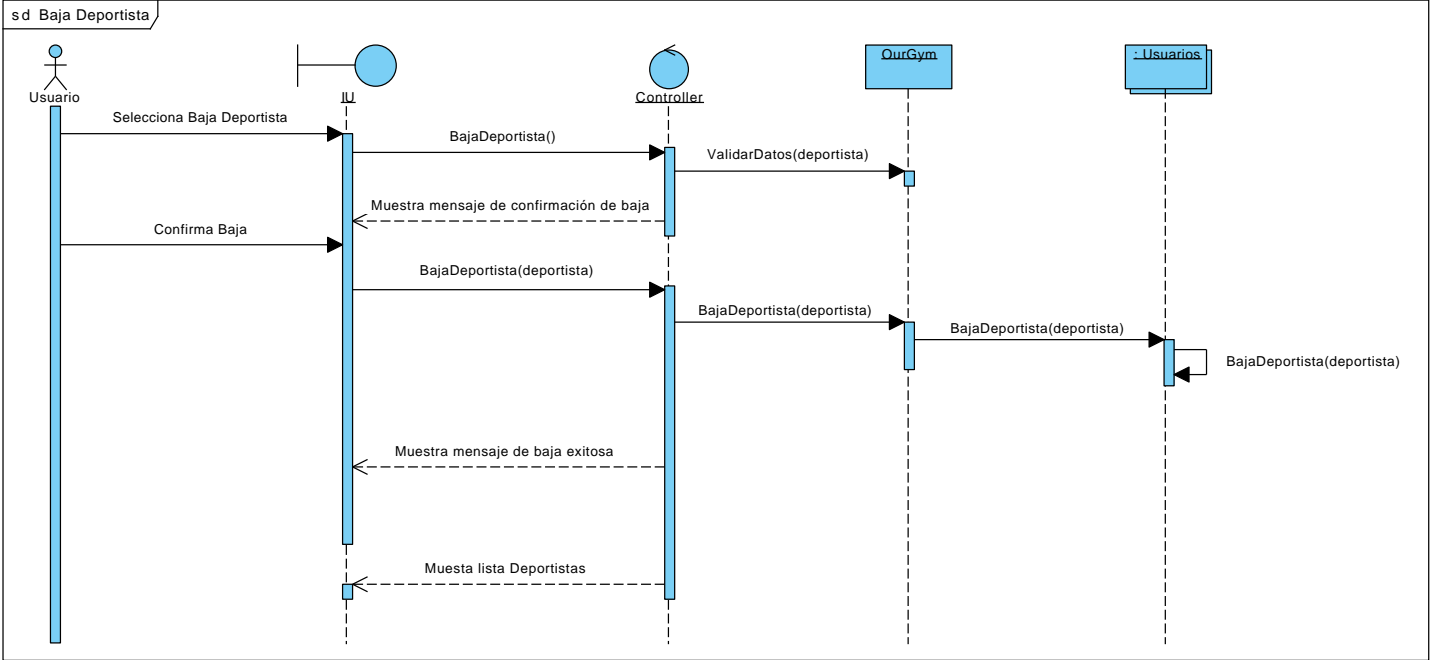 sd Baja Deportista
OurGym
: Usuarios
Usuario
IU
Controller
Selecciona Baja Deportista
BajaDeportista()
ValidarDatos(deportista)
Muestra mensaje de confirmación de baja
Confirma Baja
BajaDeportista(deportista)
BajaDeportista(deportista)
BajaDeportista(deportista)
BajaDeportista(deportista)
Muestra mensaje de baja exitosa
Muesta lista Deportistas